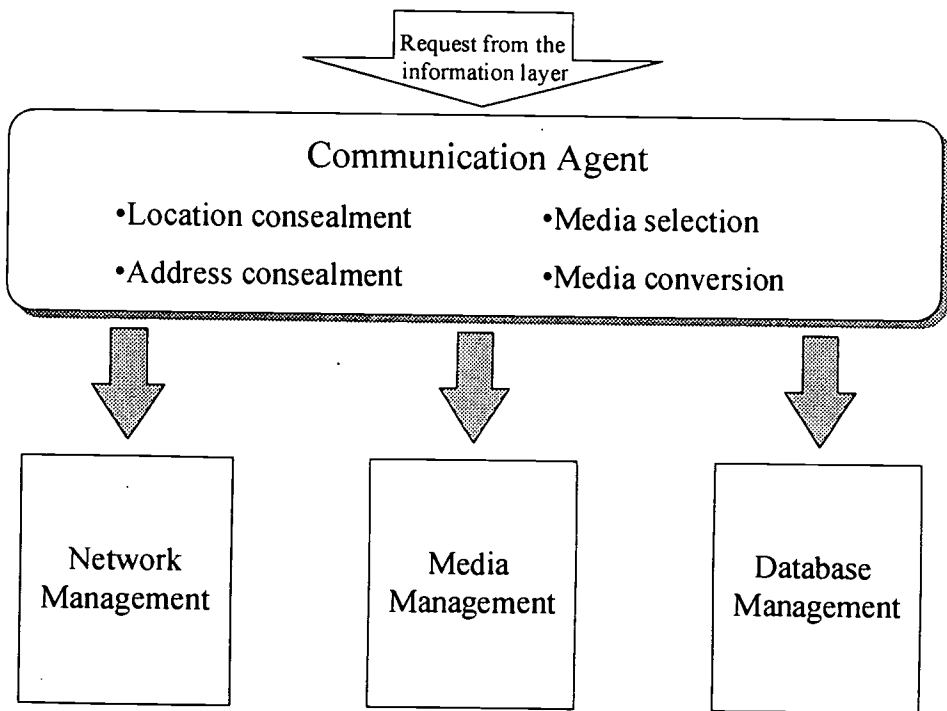 Request from the
information layer
Communication Agent
•Location consealment
•Media selection
•Address consealment
•Media conversion
Network
Management
Media
Management
Database
Management